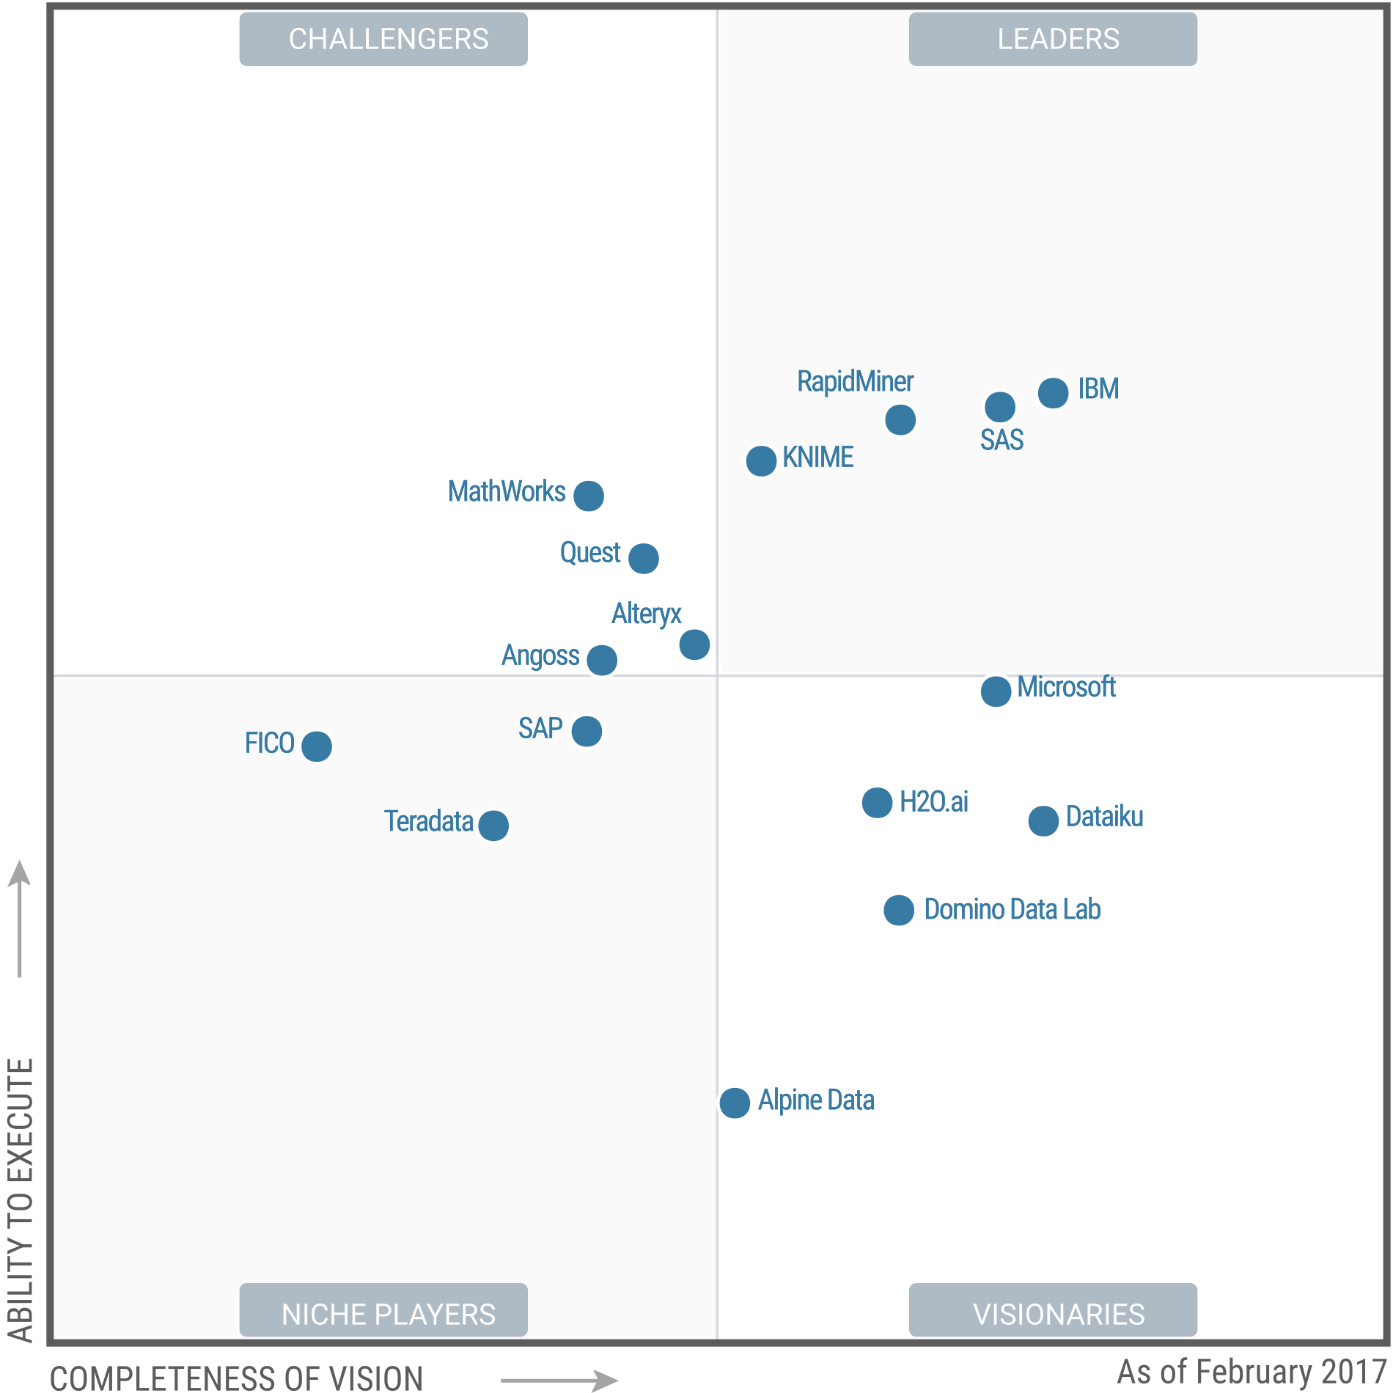 CHALLENGERS
LEADERS
RapidMiner
IBM
SAS
KNIME
MathWorks
Quest
Alteryx
Angoss
Microsoft
SAP
FICO
H2O.ai
Dataiku
Teradata
Domino Data Lab
Alpine Data
ABILITY TO EXECUTE
NICHE PLAYERS
VISIONARIES
COMPLETENESS OF VISION
As of February 2017